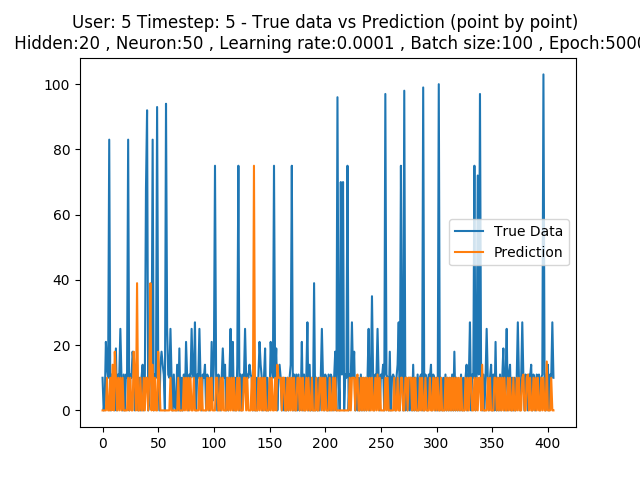 User: 5 Timestep: 5 - True data vs Prediction (point by point)
Hidden:20 , Neuron:50 , Learning rate:0.0001 , Batch size:100 , Epoch:5000
100
80
60
40
20
0
True Data
Prediction
0 50 100 150 200 250 300 350 400